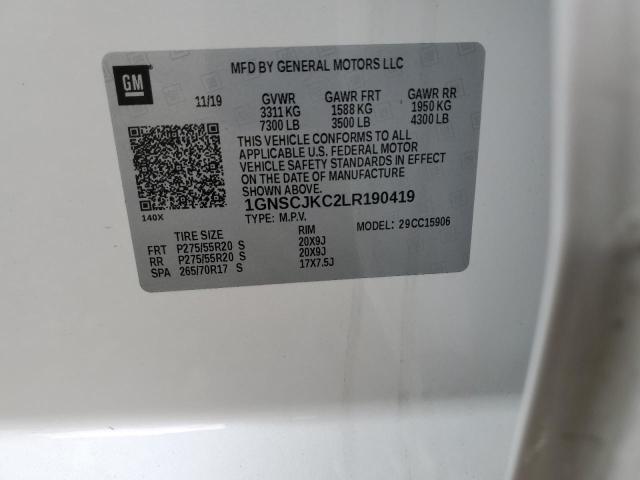 GM
MFD BY GENERAL MOTORS LLC
11/19 GVWR GAWR FRT GAWR RR
3311 KG 1588 KG 1950 KG
7300 LB 3500 LB 4300 LB
THIS VEHICLE CONFORMS TO ALL
APPLICABLE U.S. FEDERAL MOTOR
VEHICLE SAFETY STANDARDS IN EFFECT
ON THE DATE OF MANUFACTURE
SHOWN ABOVE.
140X
1GNSCJKC2LR190419
TYPE: M.P.V. MODEL: 29CC15906
TIRE SIZE RIM
FRT P275/55R20 S 20X9J
RR P275/55R20 S 20X9J
SPA 265/70R17 S 17X7.5J